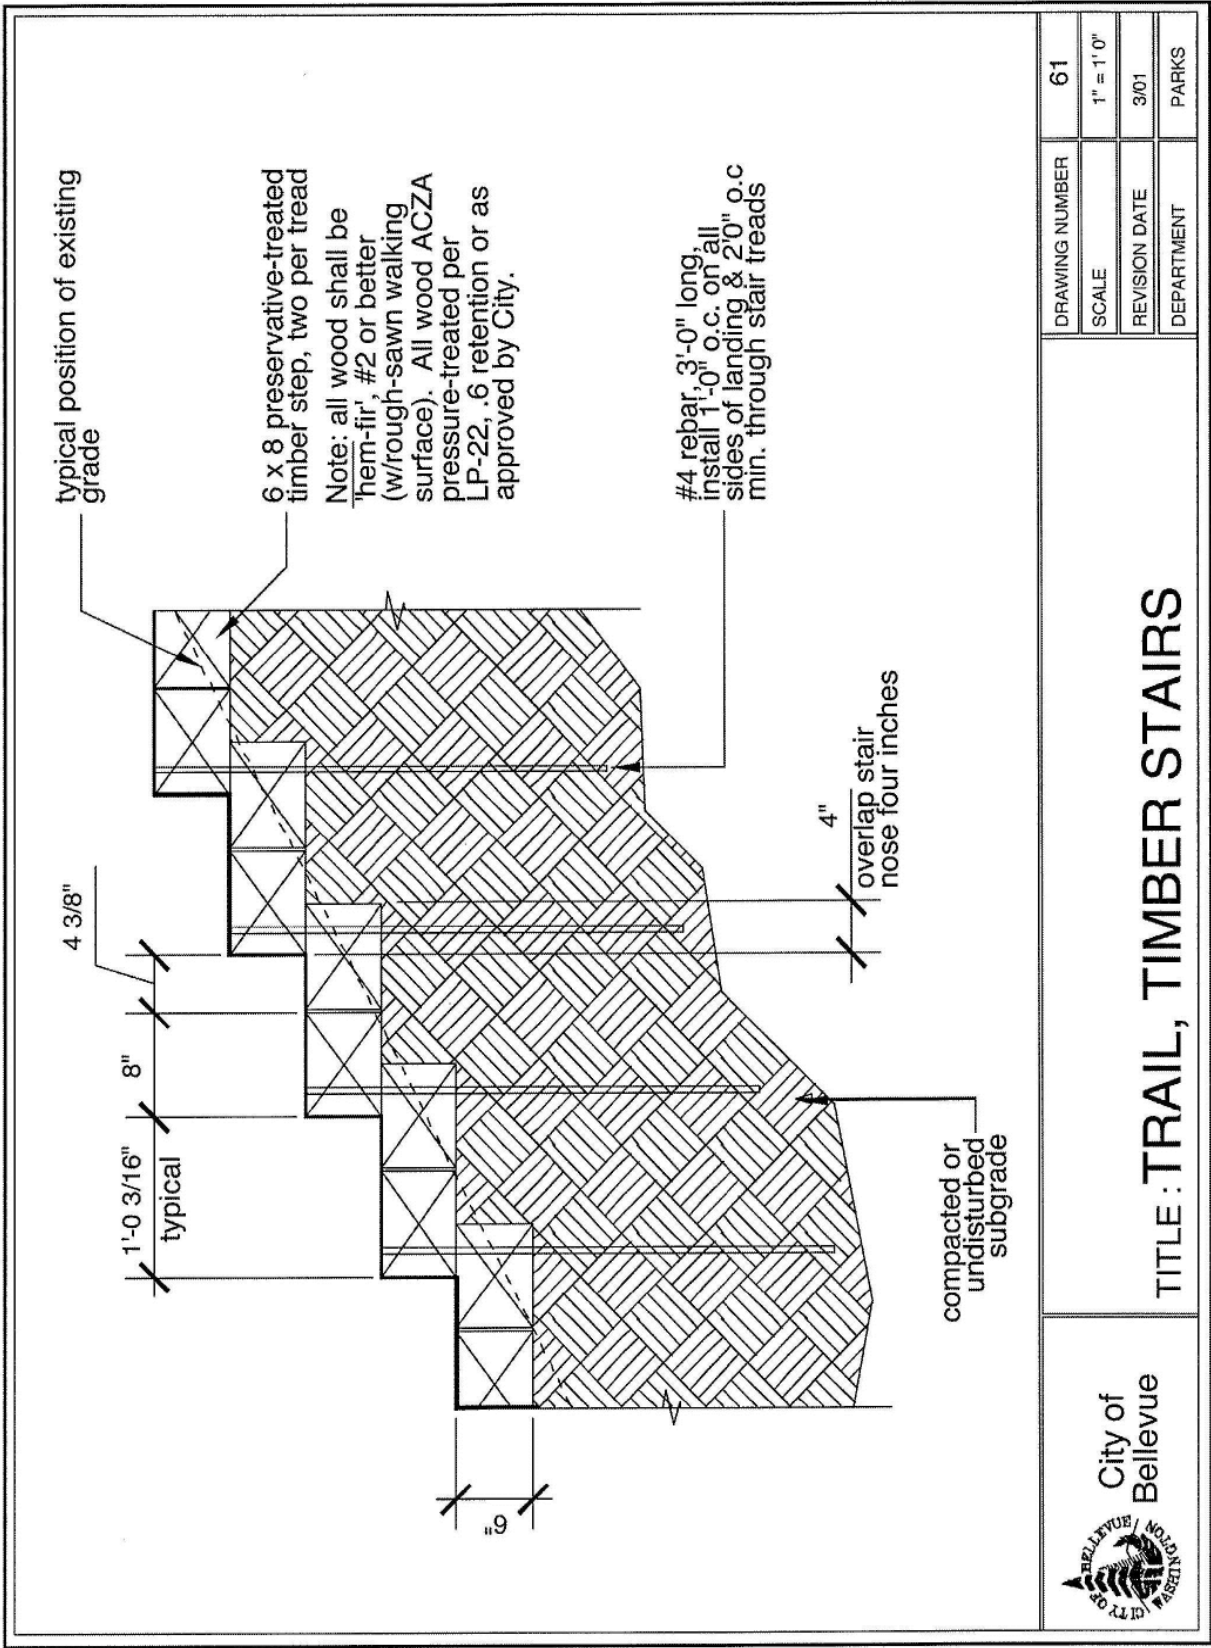 typical position of existing
grade
6 x 8 preservative-treated
timber step, two per tread
Note: all wood shall be
'hem-fir', #2 or better
(w/rough-sawn walking
surface). All wood ACZA
pressure-treated per
LP-22, .6 retention or as
approved by City.
#4 rebar, 3'-0" long,
install 1'-0" o.c. on all
sides of landing & 2'0" o.c
min. through stair treads
4 3/8"
8"
1'-0 3/16"
typical
4"
overlap stair
nose four inches
6"
compacted or
undisturbed
subgrade
CITY OF BELLEVUE
WASHINGTON
City of
Bellevue
TITLE : TRAIL, TIMBER STAIRS
DRAWING NUMBER 61
SCALE 1" = 1' 0"
REVISION DATE 3/01
DEPARTMENT PARKS